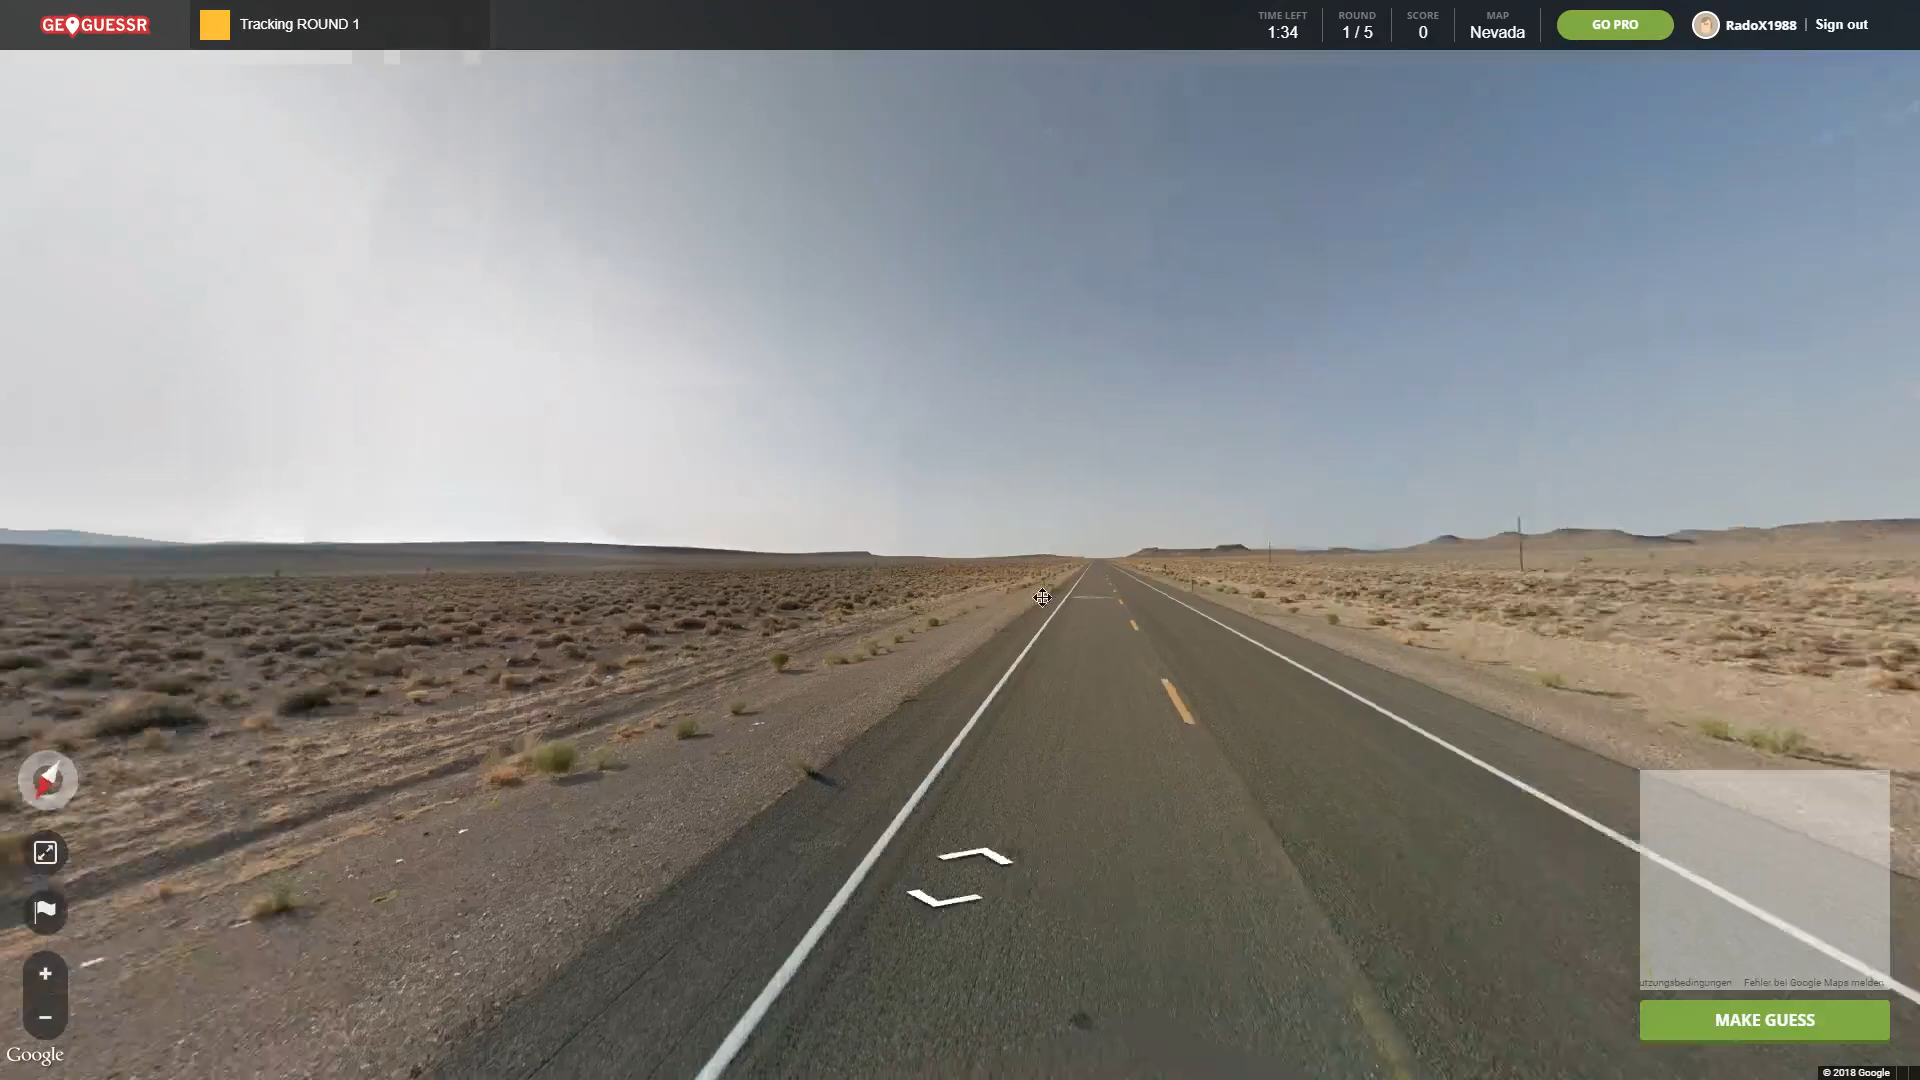 GEOGUESSR
Tracking ROUND 1
TIME LEFT
1:34
ROUND
1 / 5
SCORE
0
MAP
Nevada
GO PRO
RadoX1988
Sign out
utzungsbedingungen
Fehler bei Google Maps melden
MAKE GUESS
Google
© 2018 Google